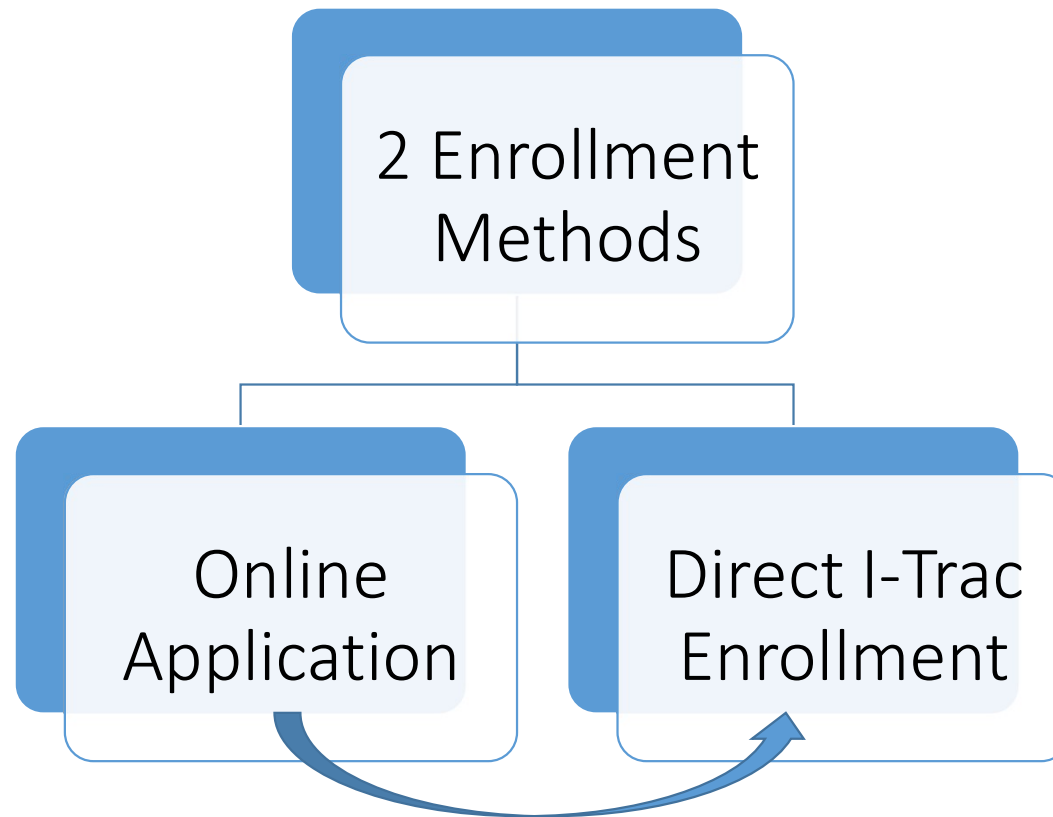 2 Enrollment
Methods
Online
Application
Direct I-Trac
Enrollment